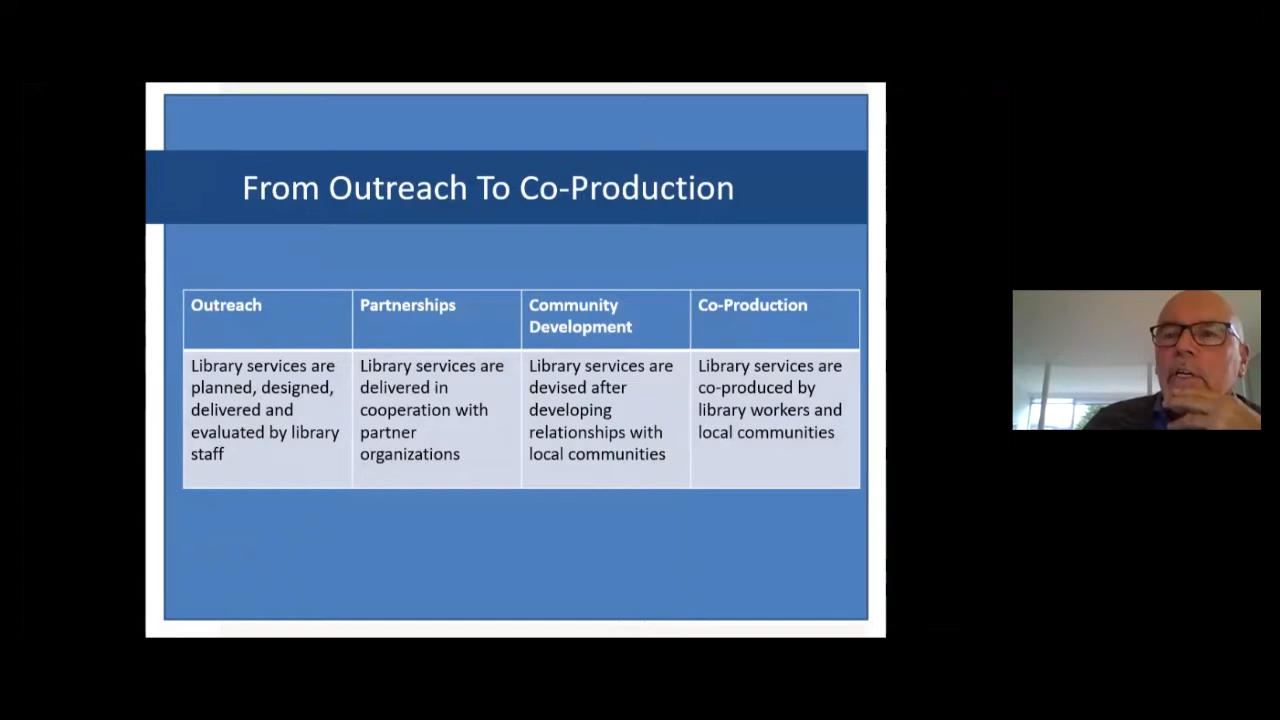 From Outreach To Co-Production
Outreach
Partnerships
Community
Development
Co-Production
Library services are
planned, designed,
delivered and
evaluated by library
staff
Library services are
delivered in
cooperation with
partner
organizations
Library services are
devised after
developing
relationships with
local communities
Library services are
co-produced by
library workers and
local communities